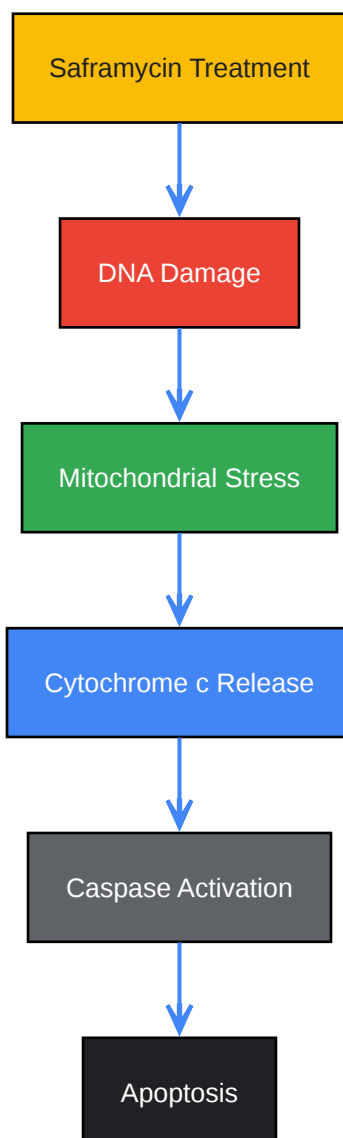 Saframycin Treatment
DNA Damage
Mitochondrial Stress
Cytochrome c Release
Caspase Activation
Apoptosis